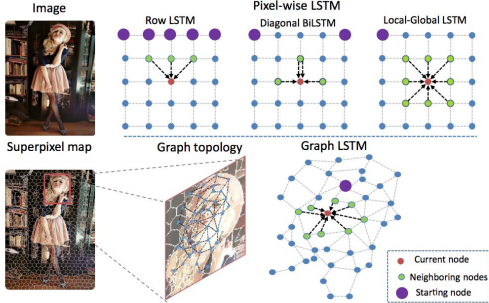 Image
Pixel-wise LSTM
Row LSTM
Diagonal BiLSTM
Local-Global LSTM
Superpixel map
Graph topology
Graph LSTM
Current node
Neighboring nodes
Starting node